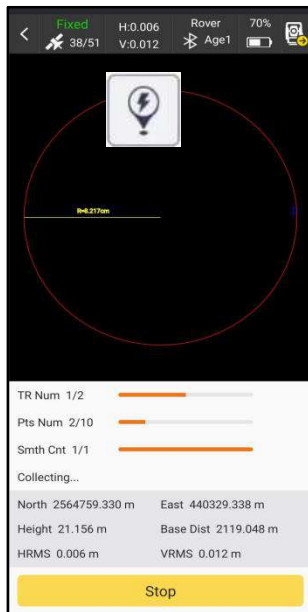 Fixed H:0.006 Rover 70%
38/51 V:0.012 Age1
R=8.217cm
TR Num 1/2
Pts Num 2/10
Smth Cnt 1/1
Collecting...
North 2564759.330 m East 440329.338 m
Height 21.156 m Base Dist 2119.048 m
HRMS 0.006 m VRMS 0.012 m
Stop